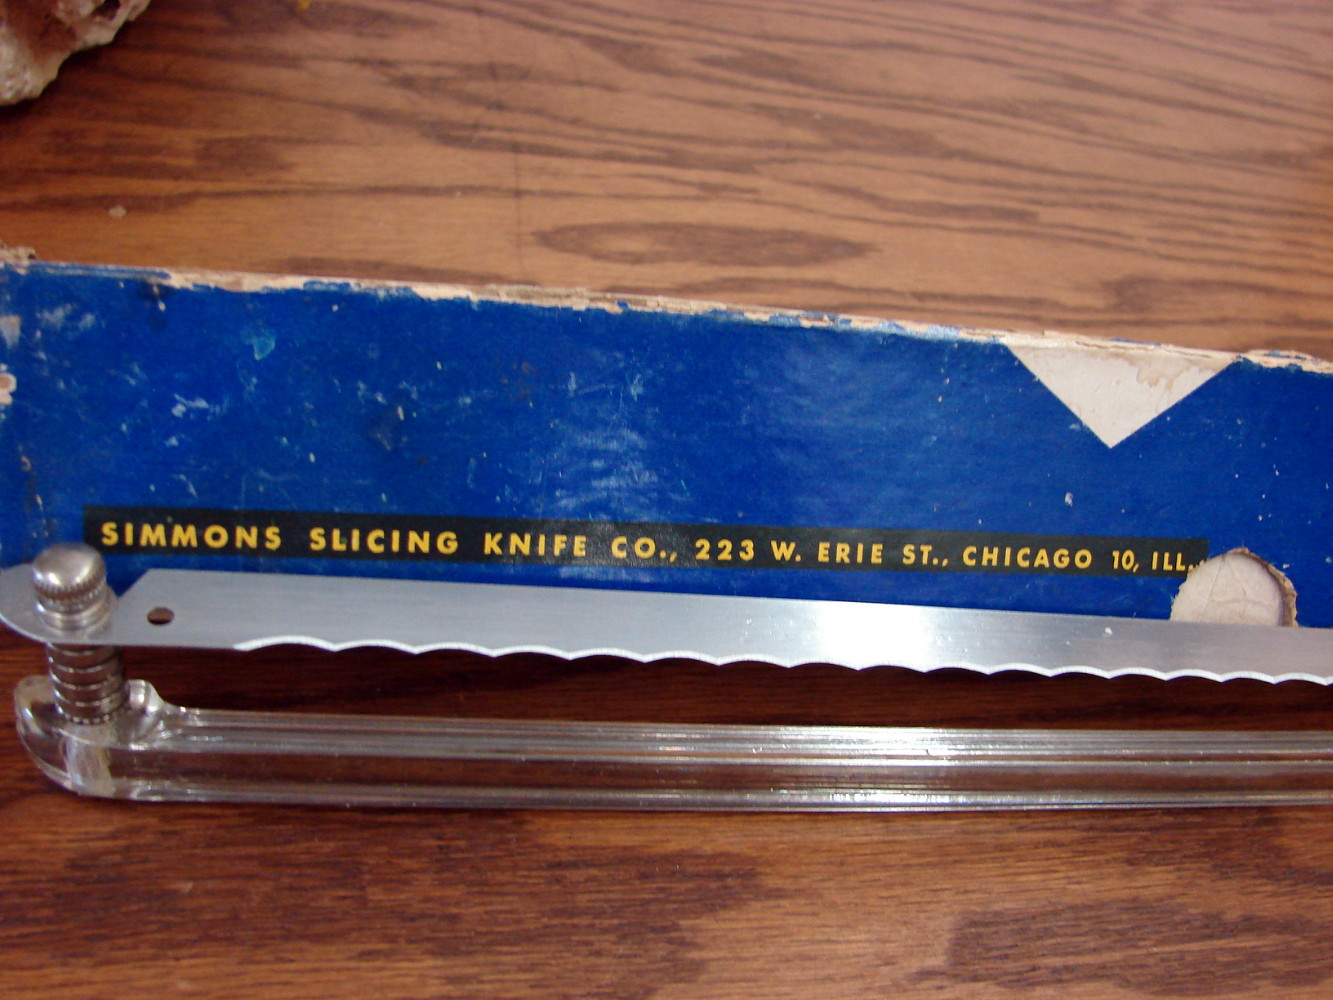 SIMMONS SLICING KNIFE CO., 223 W. ERIE ST., CHICAGO 10, ILL.